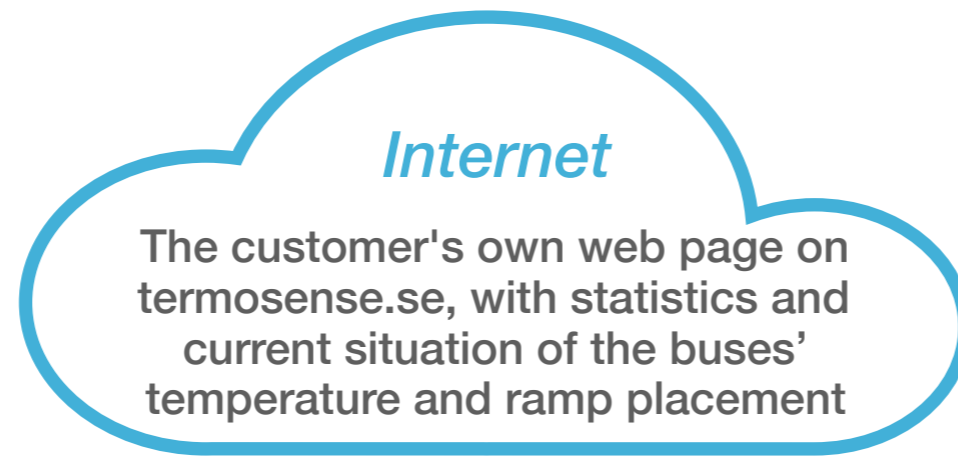 Internet
The customer's own web page on
termosense.se, with statistics and
current situation of the buses’
temperature and ramp placement